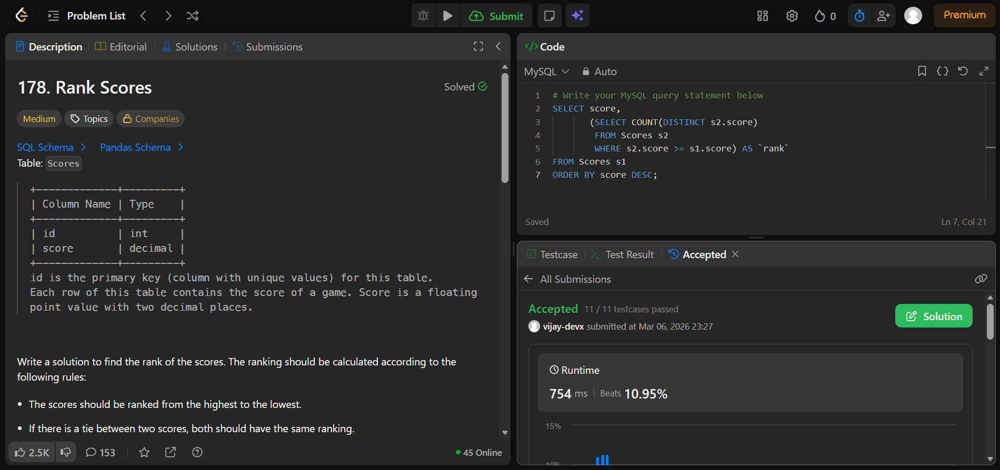 Problem List
Submit
0
Premium
Description
Editorial
Solutions
Submissions
178. Rank Scores
Solved
Medium
Topics
Companies
SQL Schema
Pandas Schema
Table: Scores
+-------------+---------+
| Column Name | Type    |
+-------------+---------+
| id          | int     |
| score       | decimal |
+-------------+---------+
id is the primary key (column with unique values) for this table.
Each row of this table contains the score of a game. Score is a floating
point value with two decimal places.
Write a solution to find the rank of the scores. The ranking should be calculated according to the
following rules:
• The scores should be ranked from the highest to the lowest.
• If there is a tie between two scores, both should have the same ranking.
2.5K
153
45 Online
</> Code
MySQL
Auto
1 # Write your MySQL query statement below
2 SELECT score,
3        (SELECT COUNT(DISTINCT s2.score)
4         FROM Scores s2
5         WHERE s2.score >= s1.score) AS `rank`
6 FROM Scores s1
7 ORDER BY score DESC;
Saved
Ln 7, Col 21
Testcase
Test Result
Accepted
All Submissions
Accepted 11 / 11 testcases passed
vijay-devx submitted at Mar 06, 2026 23:27
Solution
Runtime
754 ms
Beats 10.95%
15%
10%